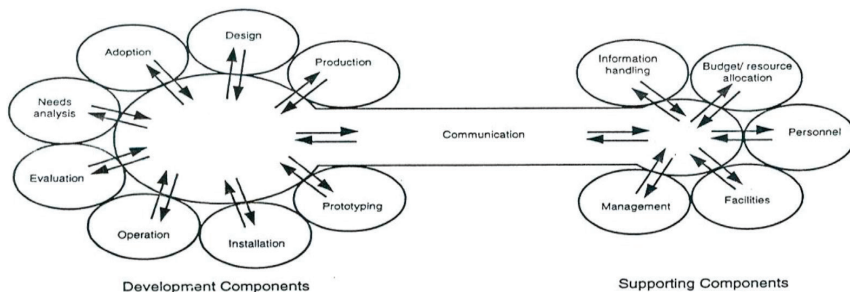 Design
Adoption
Production
Needs
analysis
Evaluation
Operation
Installation
Prototyping
Communication
Information
handling
Budget/ resource
allocation
Personnel
Management
Facilities
Development Components
Supporting Components